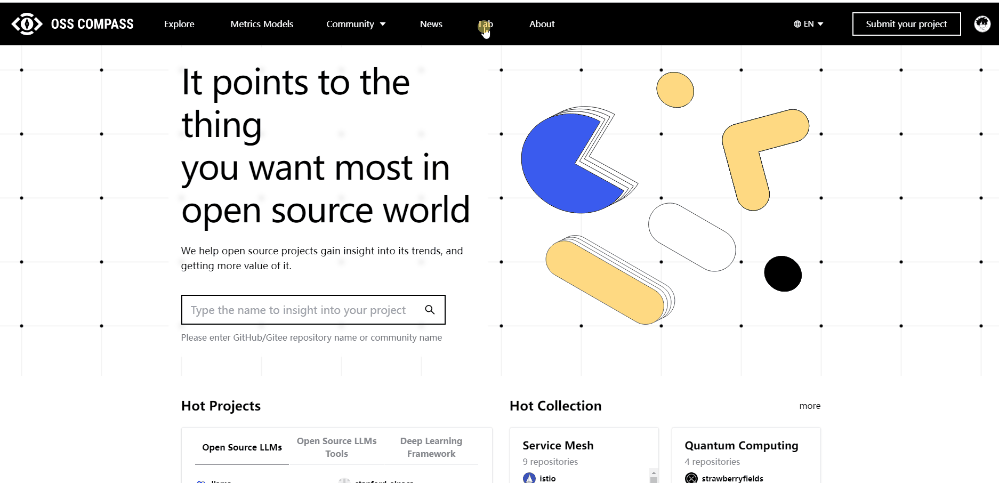 OSS COMPASS
Explore
Metrics Models
Community
News
Lab
About
EN
Submit your project
It points to the
thing
you want most in
open source world
We help open source projects gain insight into its trends, and
getting more value of it.
Type the name to insight into your project
Please enter GitHub/Gitee repository name or community name
Hot Projects
Open Source LLMs
Open Source LLMs
Tools
Deep Learning
Framework
Hot Collection
more
Service Mesh
9 repositories
istio
Quantum Computing
4 repositories
strawberryfields